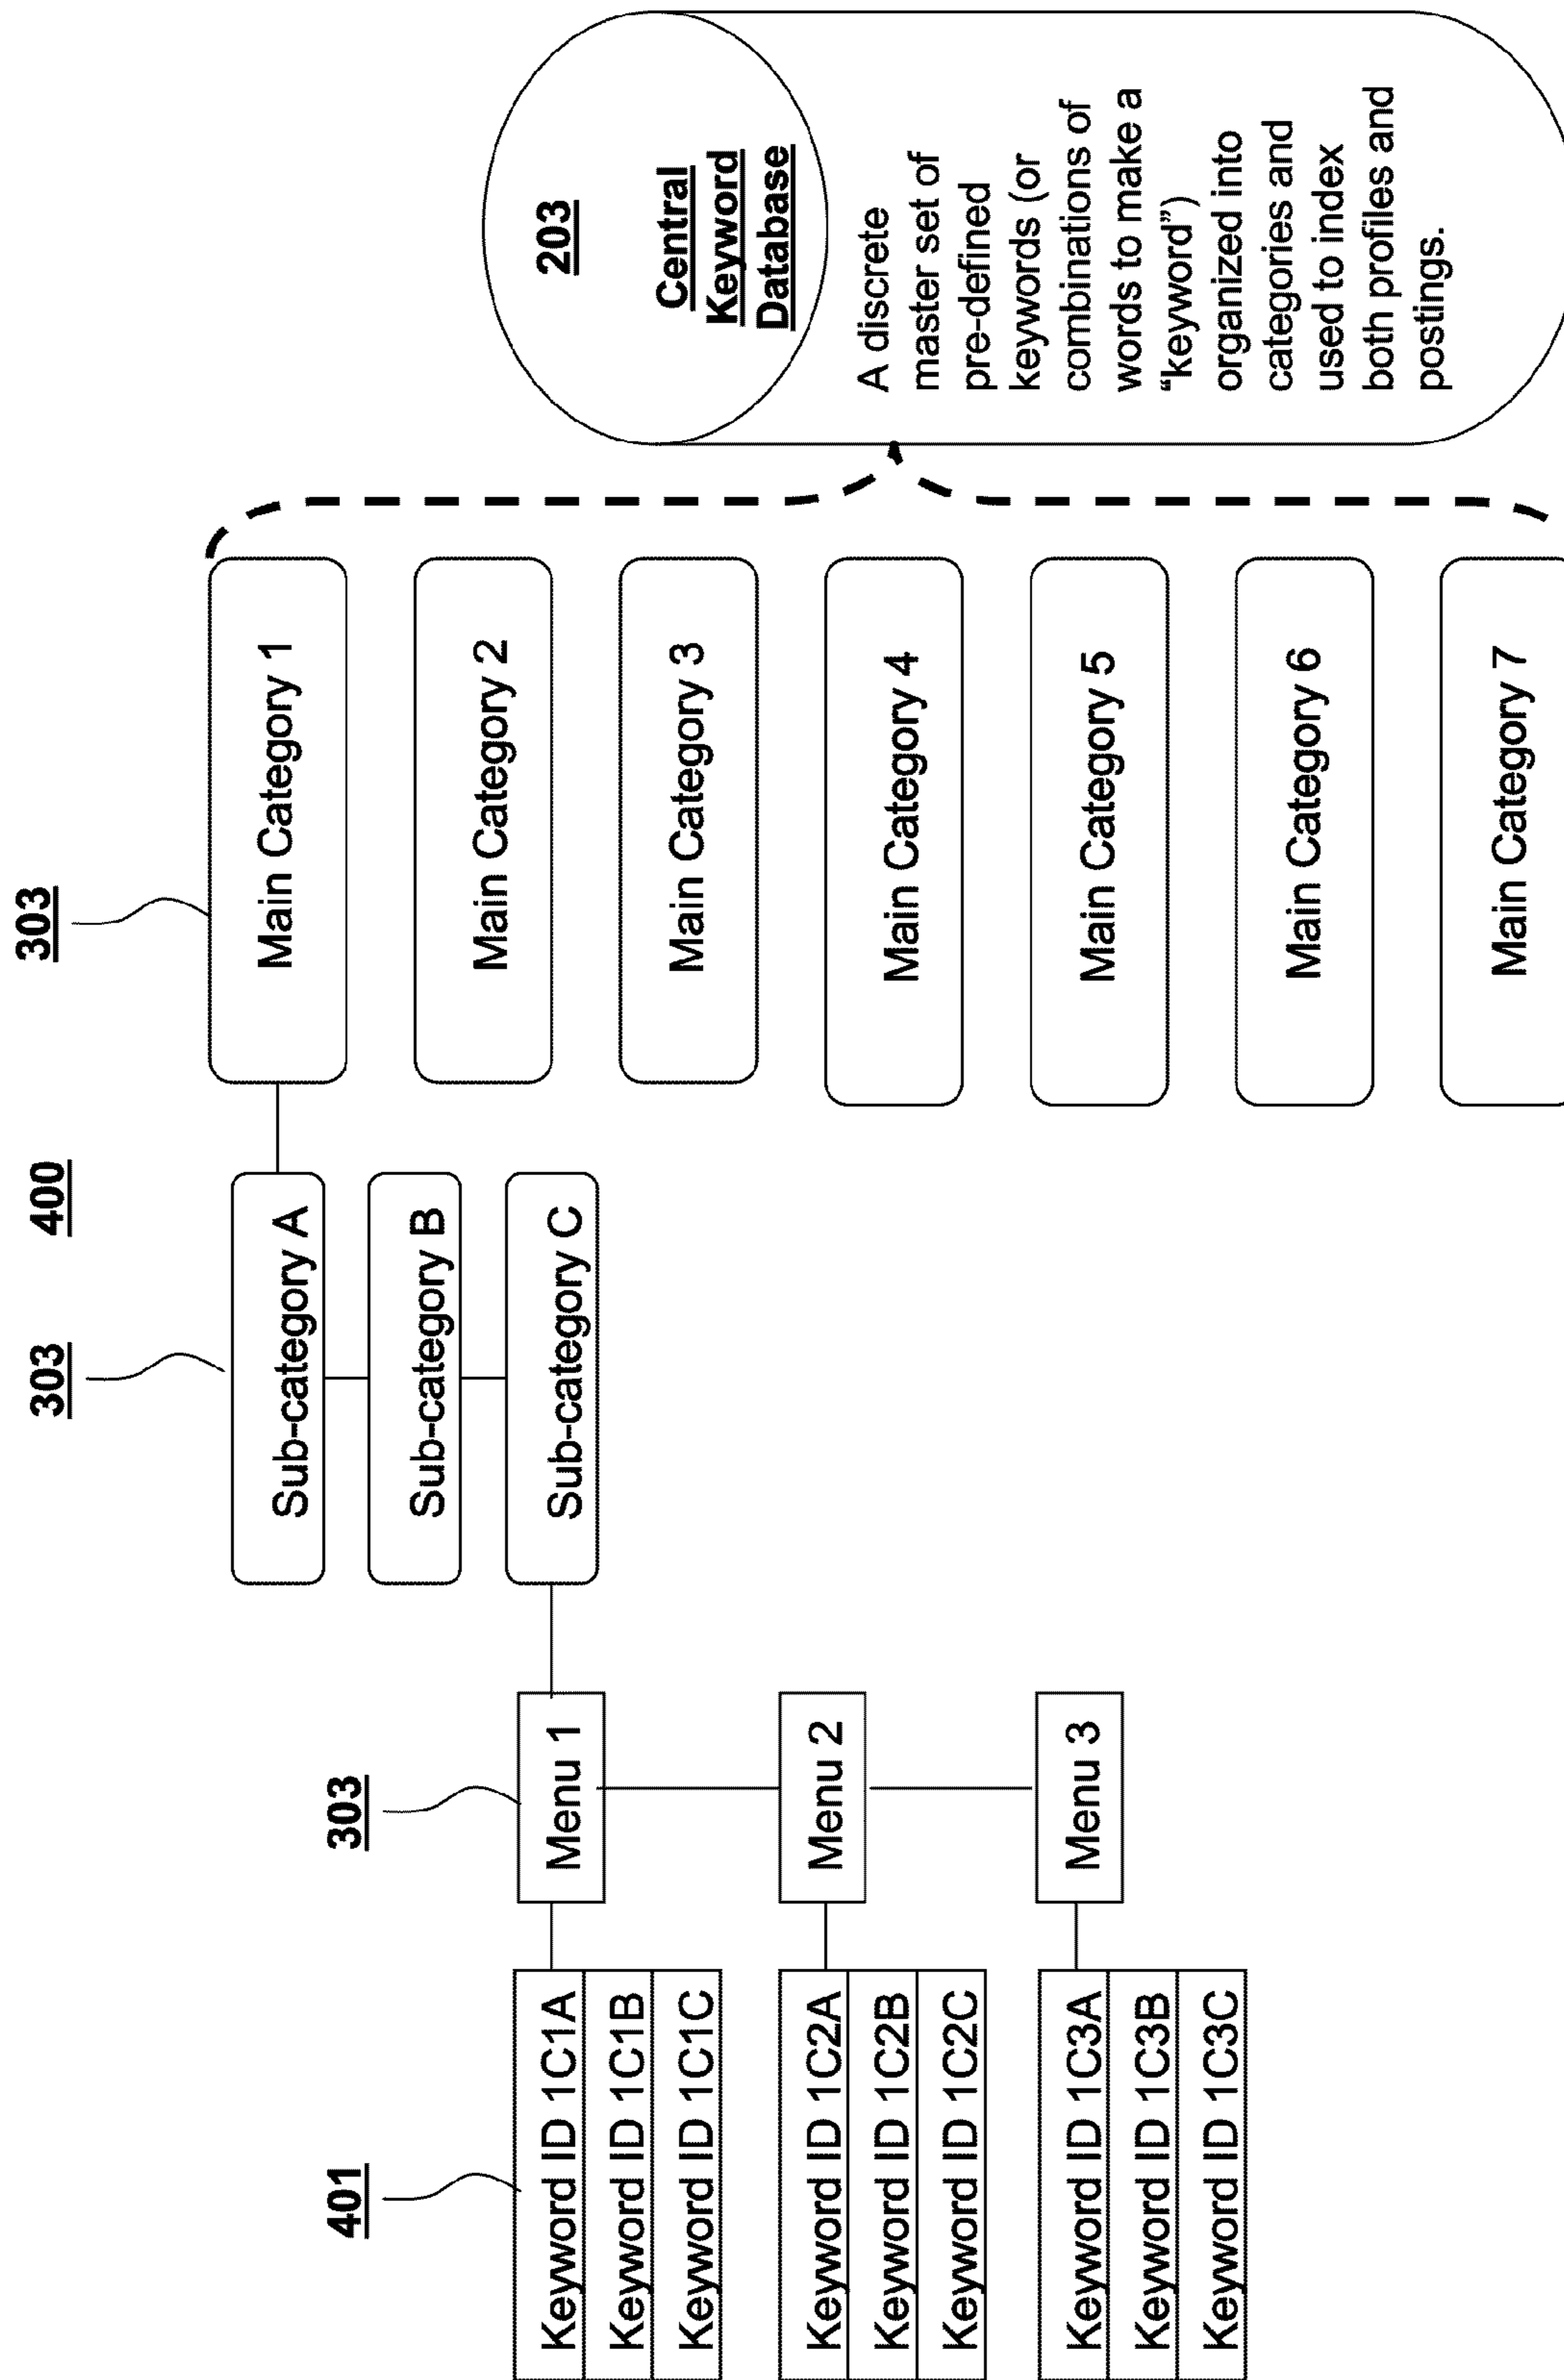 401
303
303
400
303
Keyword ID 1C1A
Keyword ID 1C1B
Keyword ID 1C1C
Keyword ID 1C2A
Keyword ID 1C2B
Keyword ID 1C2C
Keyword ID 1C3A
Keyword ID 1C3B
Keyword ID 1C3C
Menu 1
Menu 2
Menu 3
Sub-category A
Sub-category B
Sub-category C
Main Category 1
Main Category 2
Main Category 3
Main Category 4
Main Category 5
Main Category 6
Main Category 7
203
Central
Keyword
Database
A discrete
master set of
pre-defined
keywords (or
combinations of
words to make a
“keyword”)
organized into
categories and
used to index
both profiles and
postings.